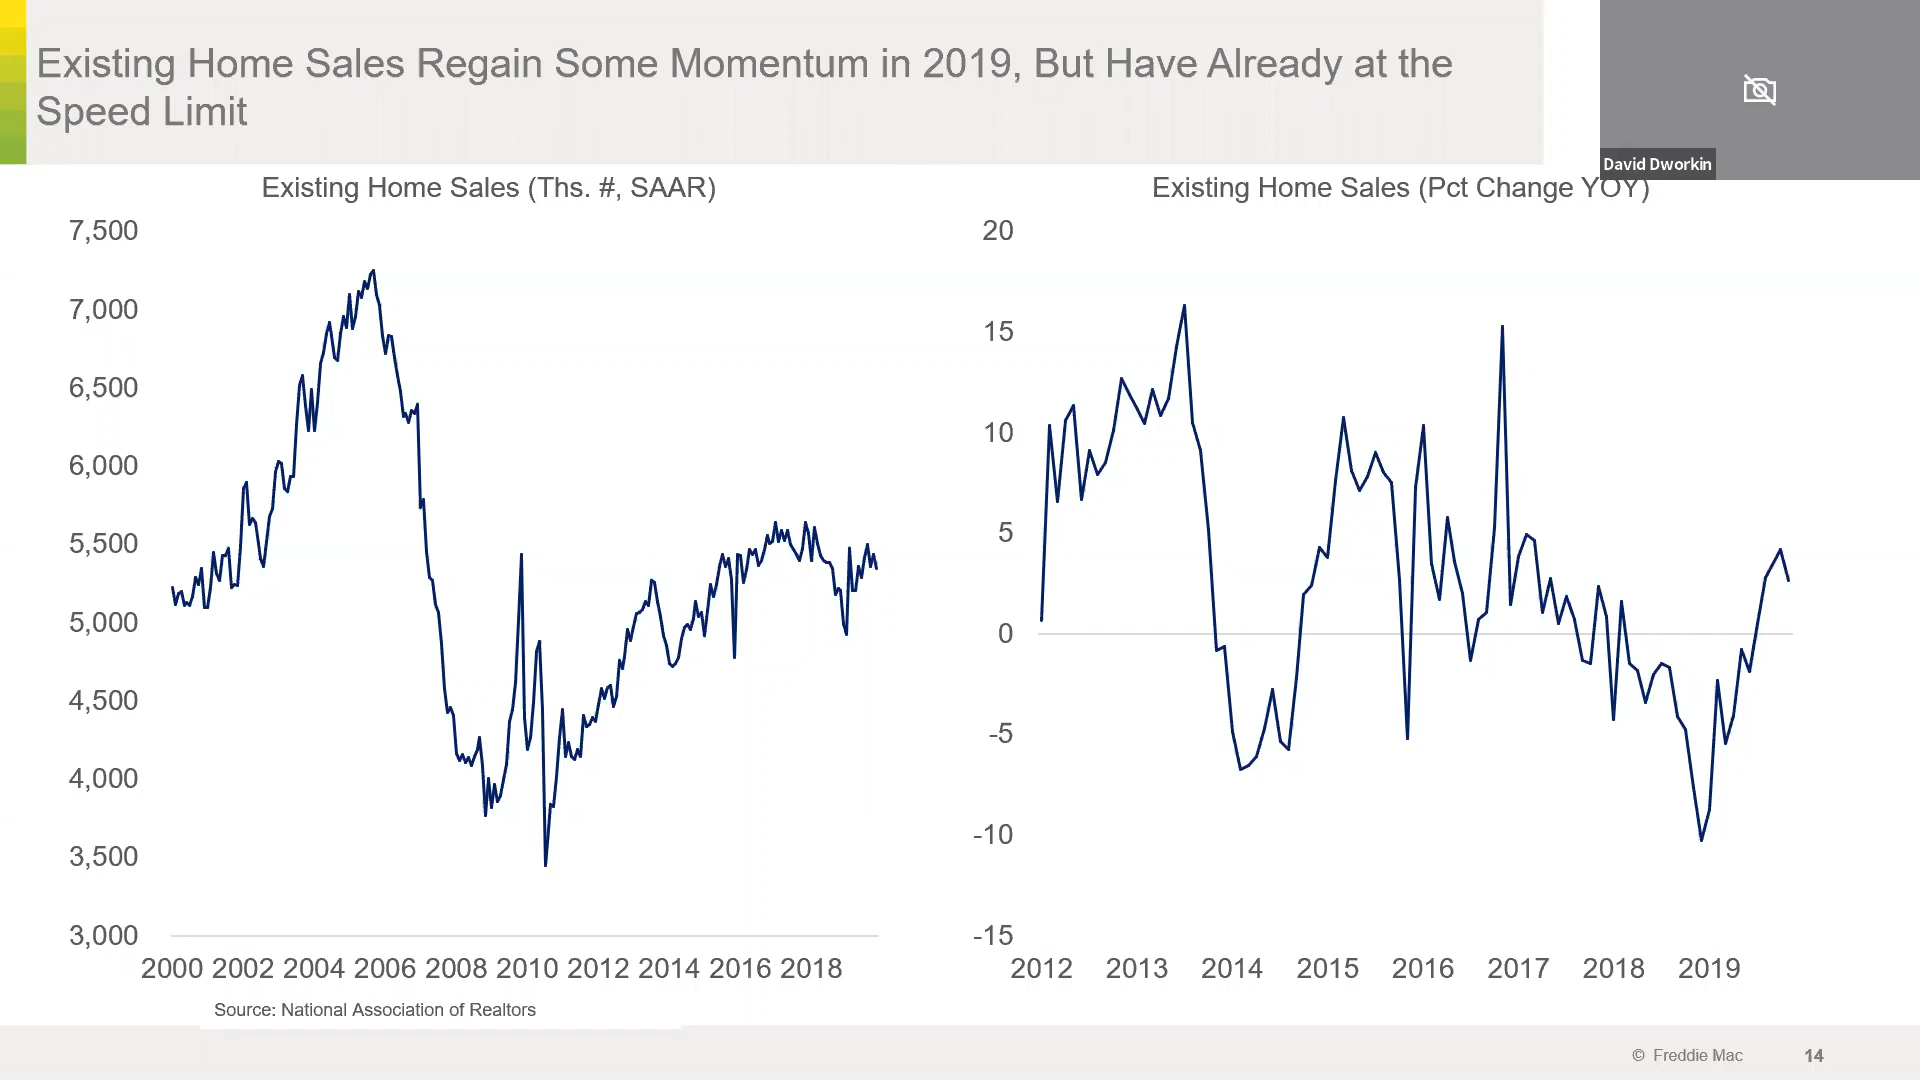 Existing Home Sales Regain Some Momentum in 2019, But Have Already at the
Speed Limit
David Dworkin
Existing Home Sales (Ths. #, SAAR)
7,500
7,000
6,500
6,000
5,500
5,000
4,500
4,000
3,500
3,000
2000 2002 2004 2006 2008 2010 2012 2014 2016 2018
Source: National Association of Realtors
Existing Home Sales (Pct Change YOY)
20
15
10
5
0
-5
-10
-15
2012 2013 2014 2015 2016 2017 2018 2019
© Freddie Mac 14